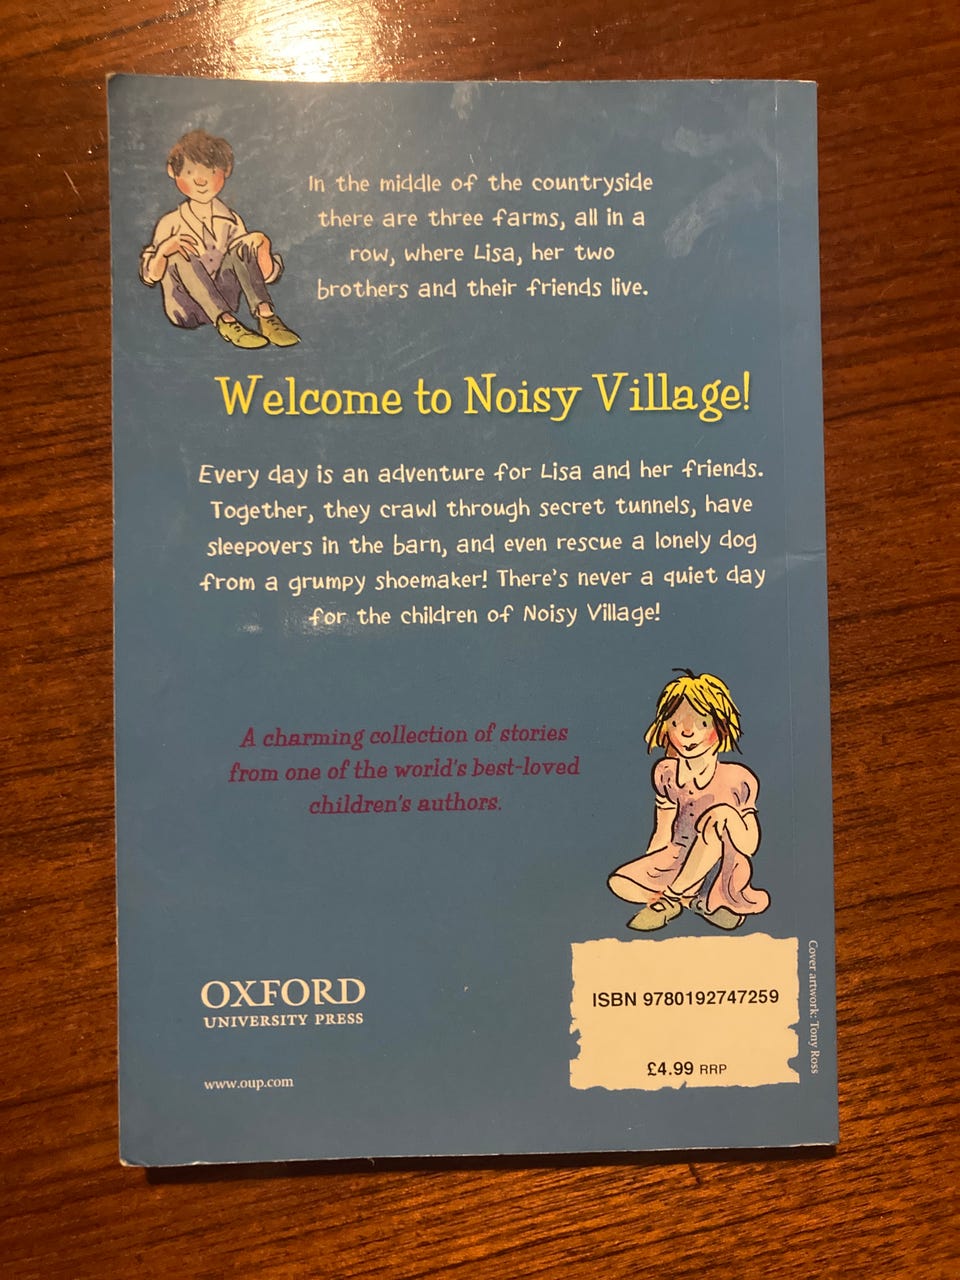 In the middle of the countryside
there are three farms, all in a
row, where Lisa, her two
brothers and their friends live.
Welcome to Noisy Village!
Every day is an adventure for Lisa and her friends.
Together, they crawl through secret tunnels, have
sleepovers in the barn, and even rescue a lonely dog
from a grumpy shoemaker! There's never a quiet day
for the children of Noisy Village!
A charming collection of stories
from one of the world's best-loved
children's authors.
OXFORD
UNIVERSITY PRESS
www.oup.com
ISBN 9780192747259
£4.99 RRP
Cover artwork: Tony Ross